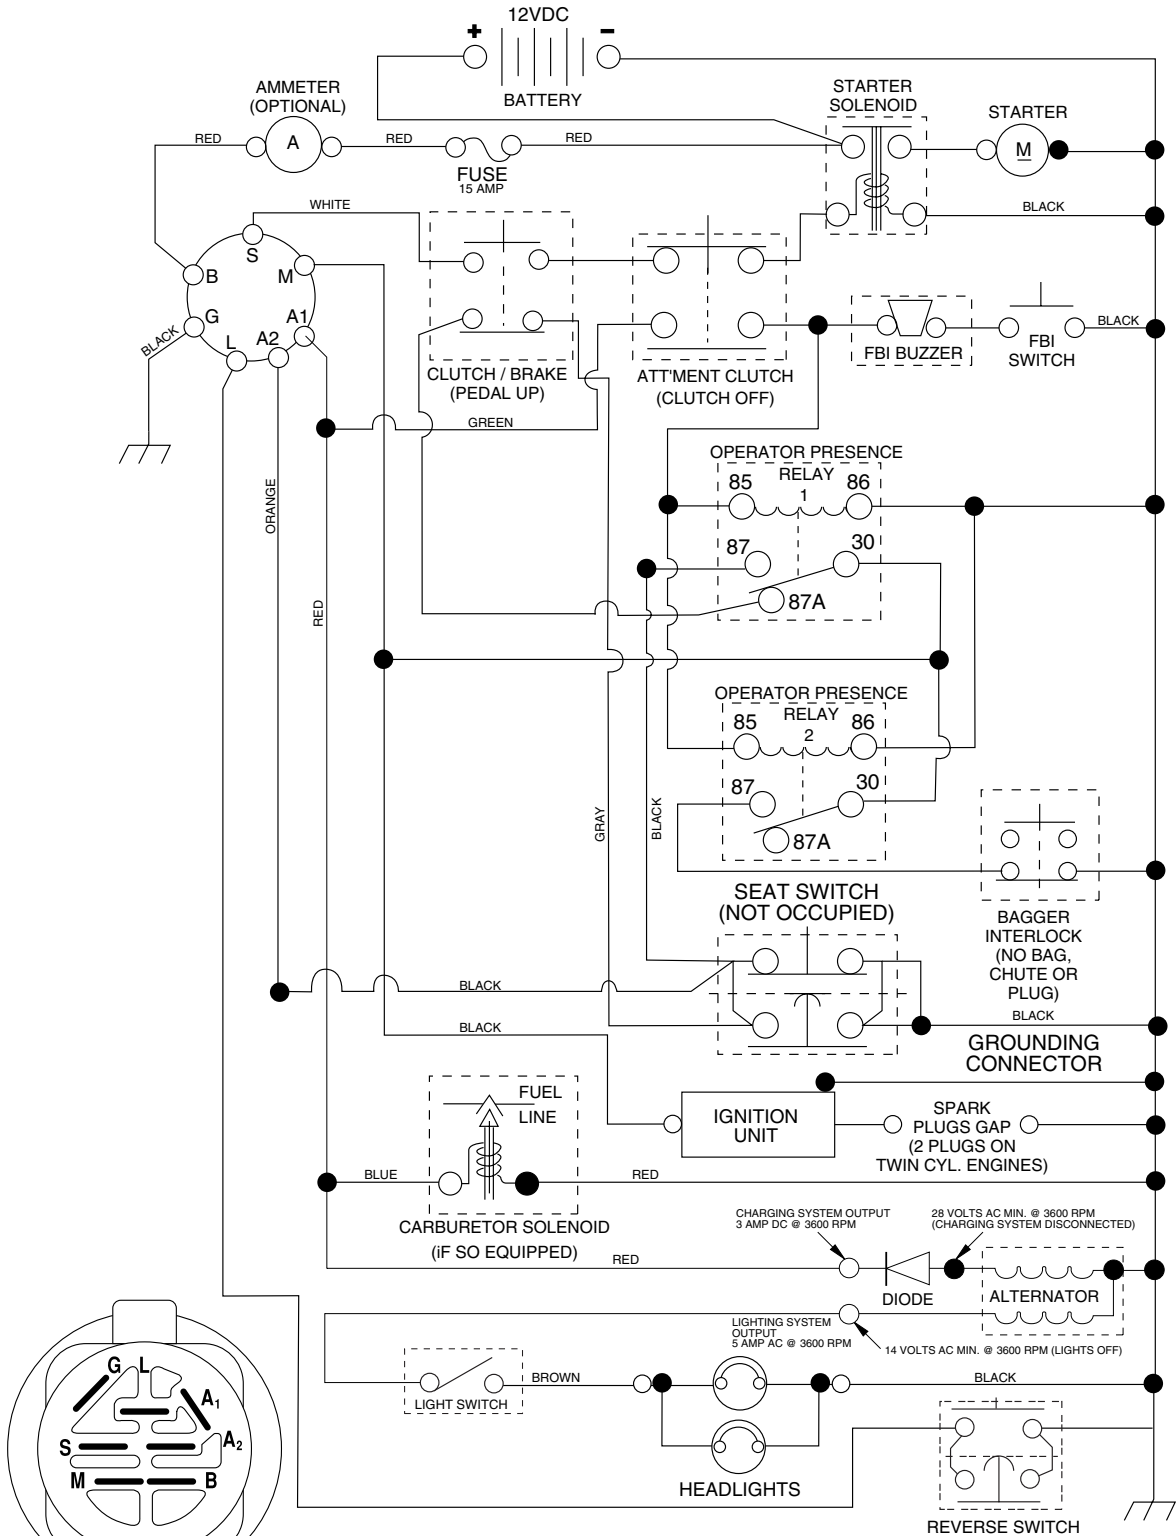 12VDC
+
−
BATTERY
AMMETER
(OPTIONAL)
STARTER
SOLENOID
STARTER
RED
A
RED
RED
M
FUSE
15 AMP
WHITE
BLACK
S
B
M
G
A1
L
A2
BLACK
BLACK
FBI BUZZER
FBI
SWITCH
CLUTCH / BRAKE
(PEDAL UP)
ATT'MENT CLUTCH
(CLUTCH OFF)
GREEN
OPERATOR PRESENCE
RELAY
1
85
86
87
30
87A
ORANGE
RED
OPERATOR PRESENCE
RELAY
2
85
86
87
30
87A
GRAY
BLACK
SEAT SWITCH
(NOT OCCUPIED)
BAGGER
INTERLOCK
(NO BAG,
CHUTE OR
PLUG)
BLACK
BLACK
BLACK
GROUNDING
CONNECTOR
FUEL
LINE
IGNITION
UNIT
SPARK
PLUGS GAP
(2 PLUGS ON
TWIN CYL. ENGINES)
BLUE
RED
CARBURETOR SOLENOID
(iF SO EQUIPPED)
CHARGING SYSTEM OUTPUT
3 AMP DC @ 3600 RPM
28 VOLTS AC MIN. @ 3600 RPM
(CHARGING SYSTEM DISCONNECTED)
RED
DIODE
ALTERNATOR
LIGHTING SYSTEM
OUTPUT
5 AMP AC @ 3600 RPM
14 VOLTS AC MIN. @ 3600 RPM (LIGHTS OFF)
BROWN
BLACK
LIGHT SWITCH
HEADLIGHTS
REVERSE SWITCH
G
L
A1
S
A2
M
B